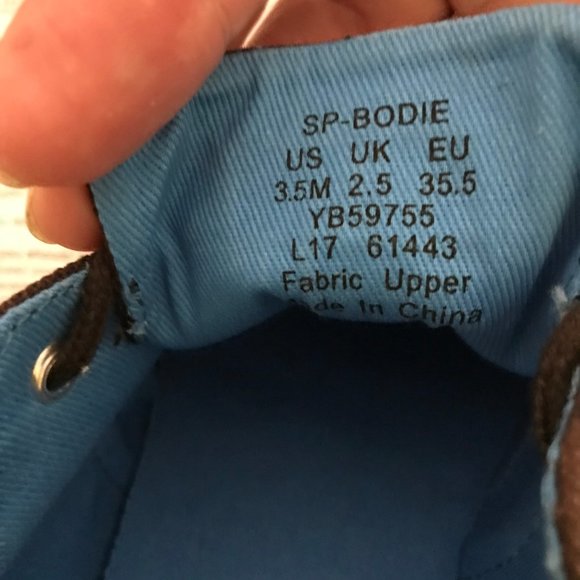 SP-BODIE
US UK EU
3.5M 2.5 35.5
YB59755
L17 61443
Fabric Upper
Made In China